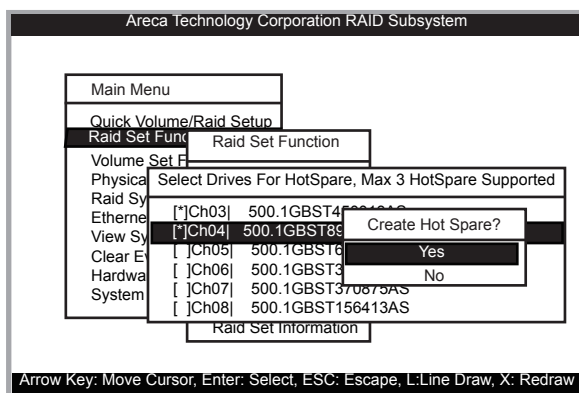 Areca Technology Corporation RAID Subsystem
Main Menu
Quick Volume/Raid Setup
Raid Set Func
Raid Set Function
Volume Set F
Physica
Select Drives For HotSpare, Max 3 HotSpare Supported
Raid Sy
Etherne
View Sy
Clear Ev
Hardwa
System
[*]Ch03| 500.1GBST
[*]Ch04| 500.1GBST89
[ ]Ch05| 500.1GBST6
[ ]Ch06| 500.1GBST3
[ ]Ch07| 500.1GBST370875AS
[ ]Ch08| 500.1GBST156413AS
Create Hot Spare?
Yes
No
Raid Set Information
Arrow Key: Move Cursor, Enter: Select, ESC: Escape, L:Line Draw, X: Redraw